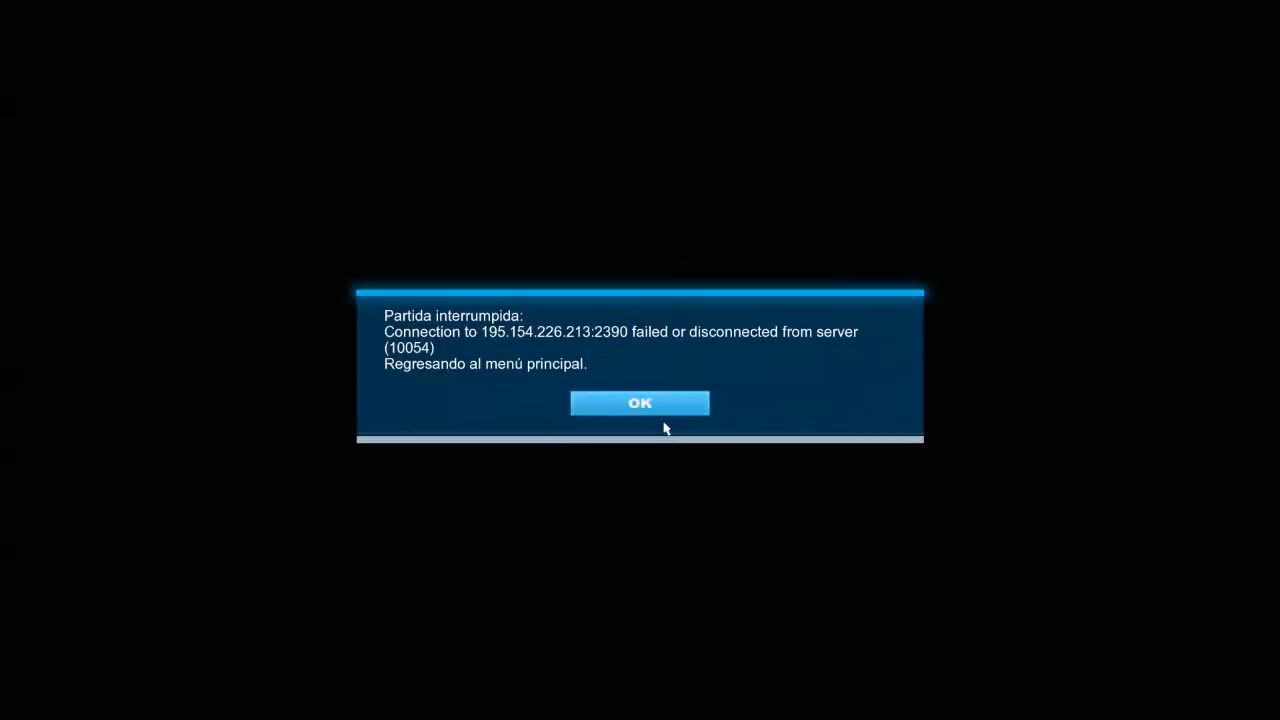 Partida interrumpida:
Connection to 195.154.226.213:2390 failed or disconnected from server
(10054)
Regresando al menú principal.
OK